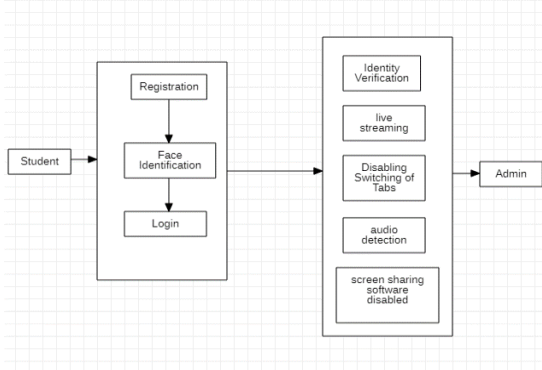 Student
Registration
Face
Identification
Login
Identity
Verification
live
streaming
Disabling
Switching of
Tabs
audio
detection
screen sharing
software
disabled
Admin